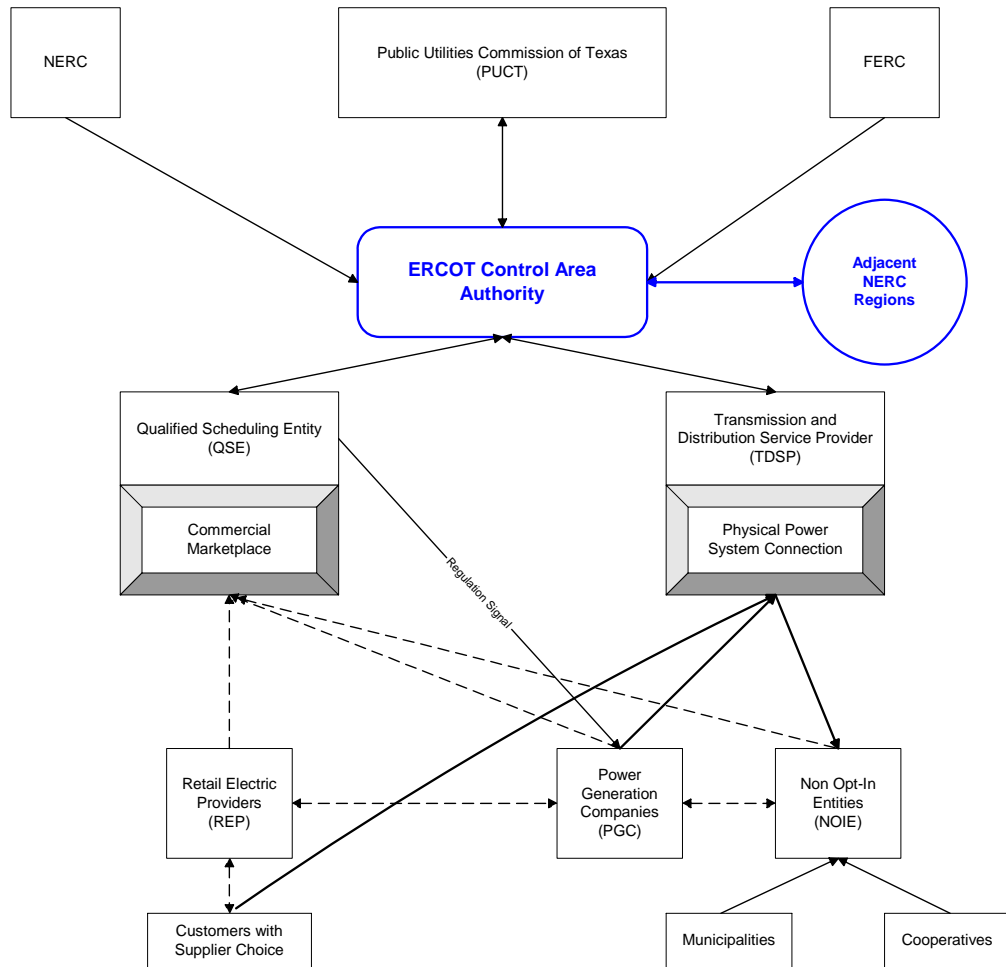 NERC
Public Utilities Commission of Texas
(PUCT)
FERC
ERCOT Control Area
Authority
Adjacent
NERC
Regions
Qualified Scheduling Entity
(QSE)
Transmission and
Distribution Service Provider
(TDSP)
Commercial
Marketplace
Physical Power
System Connection
Regulation Signal
Retail Electric
Providers
(REP)
Power
Generation
Companies
(PGC)
Non Opt-In
Entities
(NOIE)
Customers with
Supplier Choice
Municipalities
Cooperatives